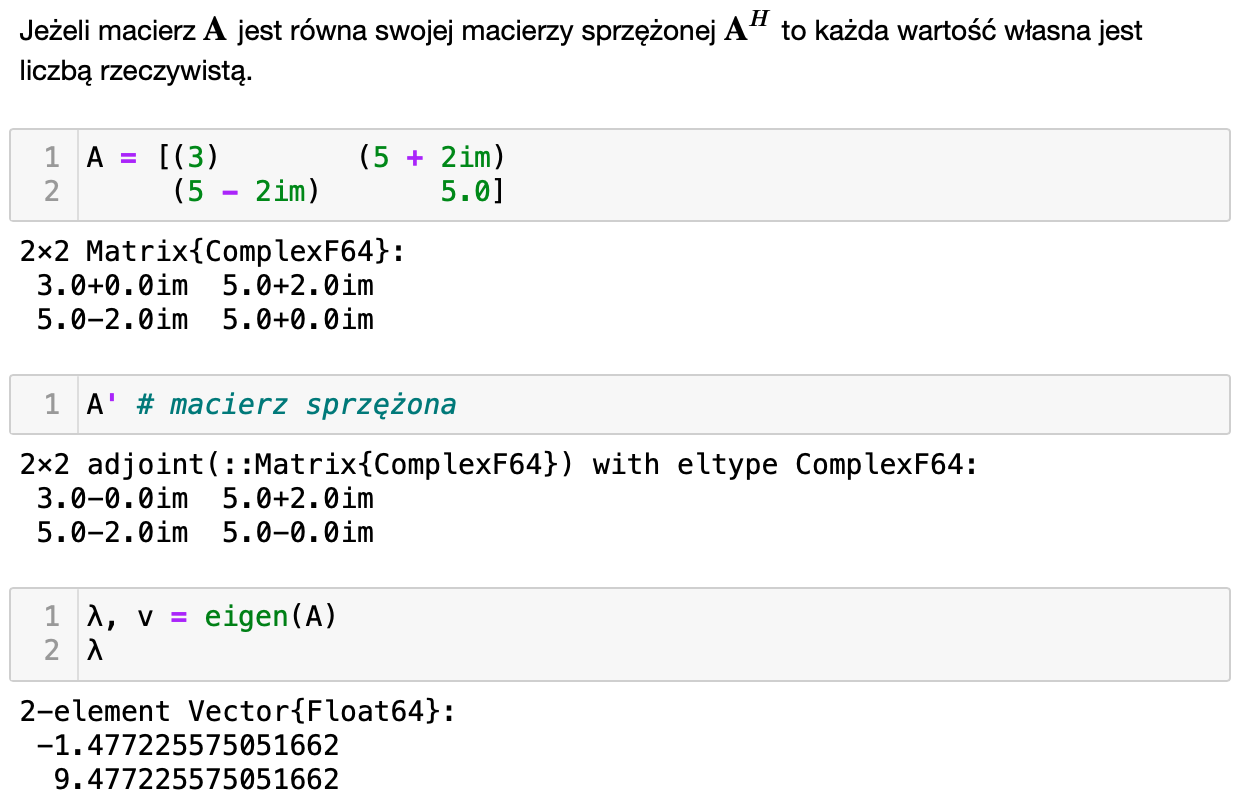 Jeżeli macierz A jest równa swojej macierzy sprzężonej A^H to każda wartość własna jest
liczbą rzeczywistą.
1 A = [(3)        (5 + 2im)
2      (5 - 2im)       5.0]
2×2 Matrix{ComplexF64}:
 3.0+0.0im  5.0+2.0im
 5.0-2.0im  5.0+0.0im
1 A' # macierz sprzężona
2×2 adjoint(::Matrix{ComplexF64}) with eltype ComplexF64:
 3.0-0.0im  5.0+2.0im
 5.0-2.0im  5.0-0.0im
1 λ, v = eigen(A)
2 λ
2-element Vector{Float64}:
 -1.477225575051662
  9.477225575051662